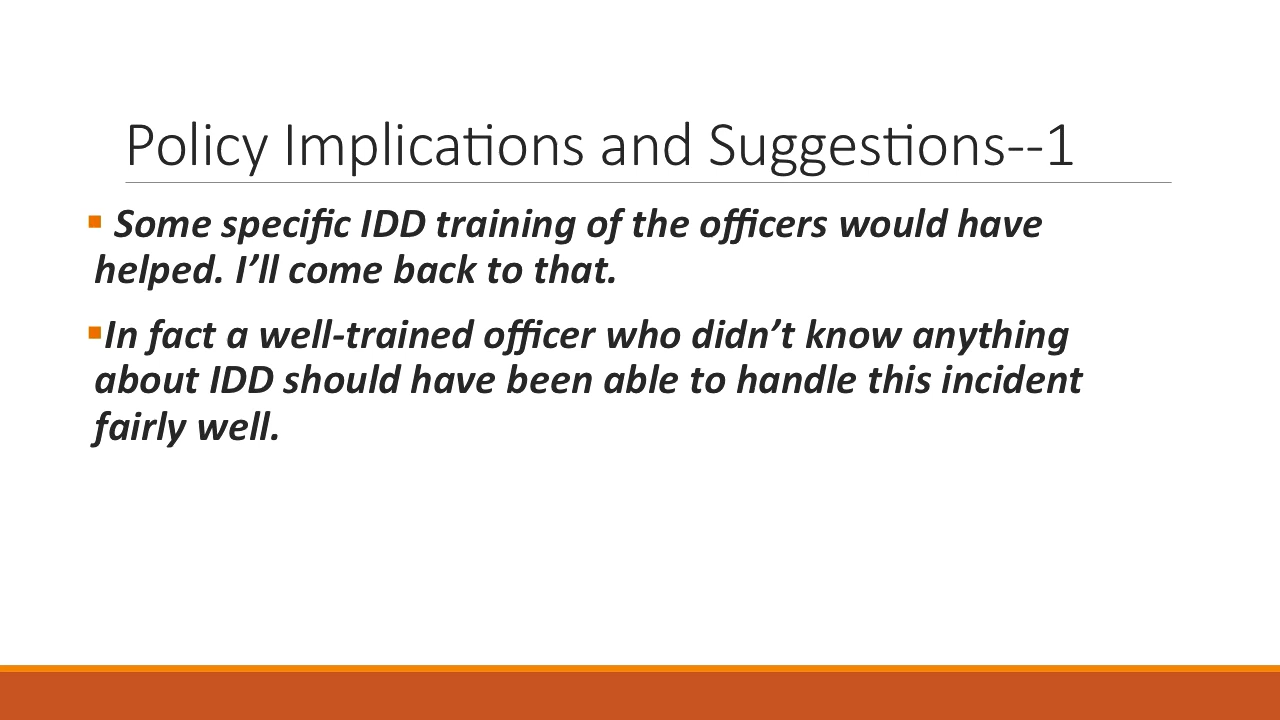 Policy Implications and Suggestions--1
▪ Some specific IDD training of the officers would have
helped. I’ll come back to that.
▪In fact a well-trained officer who didn’t know anything
about IDD should have been able to handle this incident
fairly well.